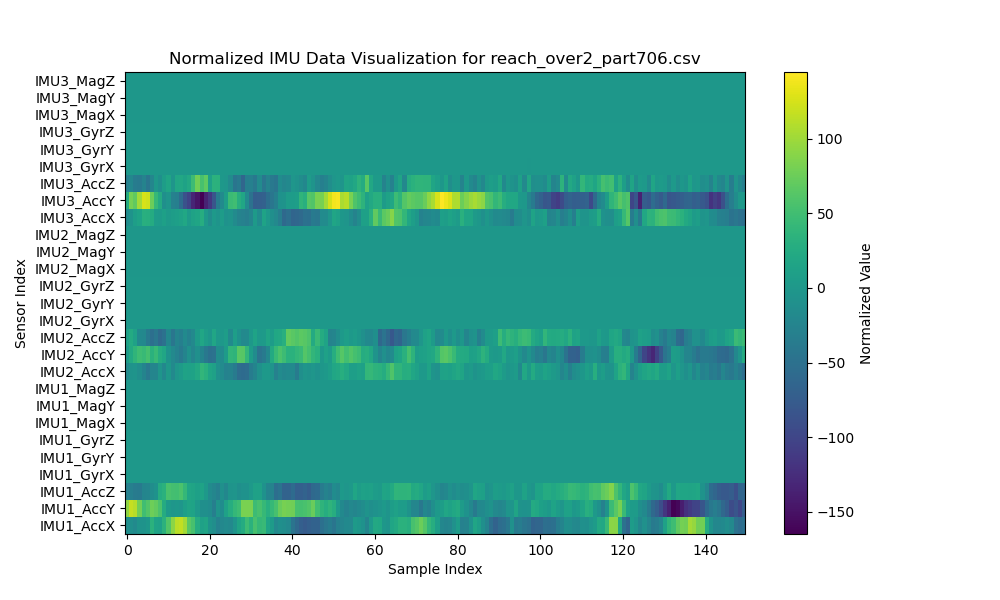 Normalized IMU Data Visualization for reach_over2_part706.csv
IMU3_MagZ
IMU3_MagY
IMU3_MagX
IMU3_GyrZ
IMU3_GyrY
IMU3_GyrX
IMU3_AccZ
IMU3_AccY
IMU3_AccX
IMU2_MagZ
IMU2_MagY
IMU2_MagX
IMU2_GyrZ
IMU2_GyrY
IMU2_GyrX
IMU2_AccZ
IMU2_AccY
IMU2_AccX
IMU1_MagZ
IMU1_MagY
IMU1_MagX
IMU1_GyrZ
IMU1_GyrY
IMU1_GyrX
IMU1_AccZ
IMU1_AccY
IMU1_AccX
Sensor Index
0 20 40 60 80 100 120 140
Sample Index
100
50
0
−50
−100
−150
Normalized Value